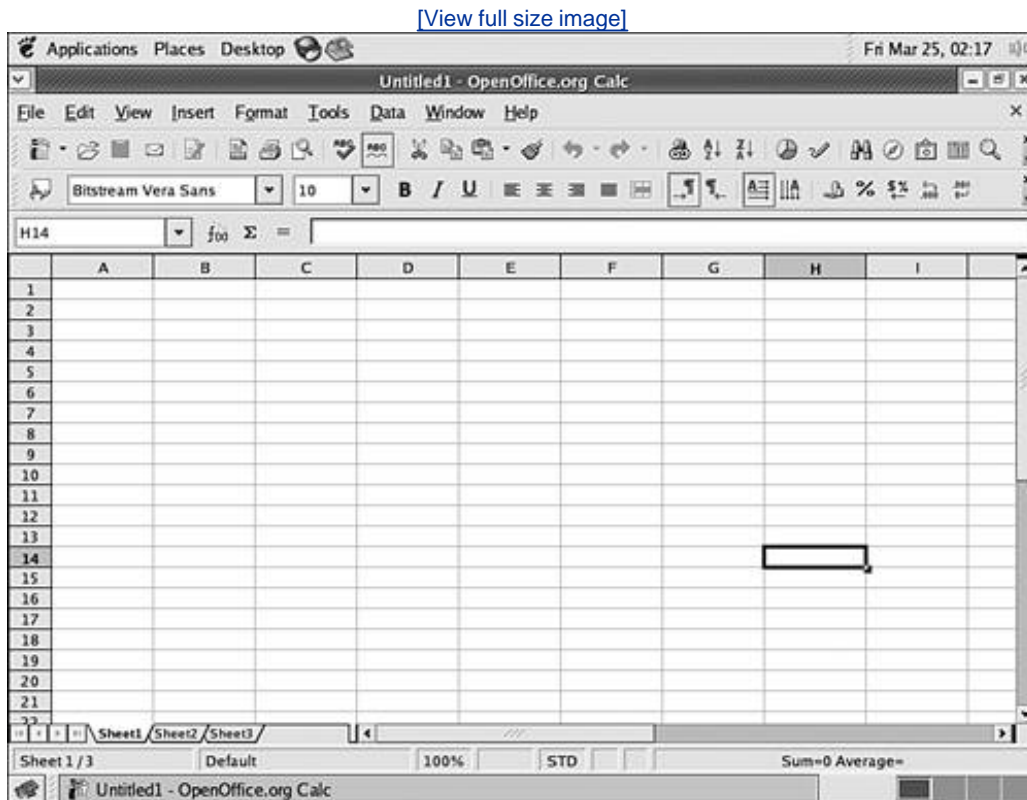 [View full size image]
Applications Places Desktop Fri Mar 25, 02:17
Untitled1 - OpenOffice.org Calc
File Edit View Insert Format Tools Data Window Help
Bitstream Vera Sans 10 B I U
H14 f(x) Σ =
A B C D E F G H I
1
2
3
4
5
6
7
8
9
10
11
12
13
14
15
16
17
18
19
20
21
22
Sheet1 Sheet2 Sheet3
Sheet 1 / 3 Default 100% STD Sum=0 Average=
Untitled1 - OpenOffice.org Calc